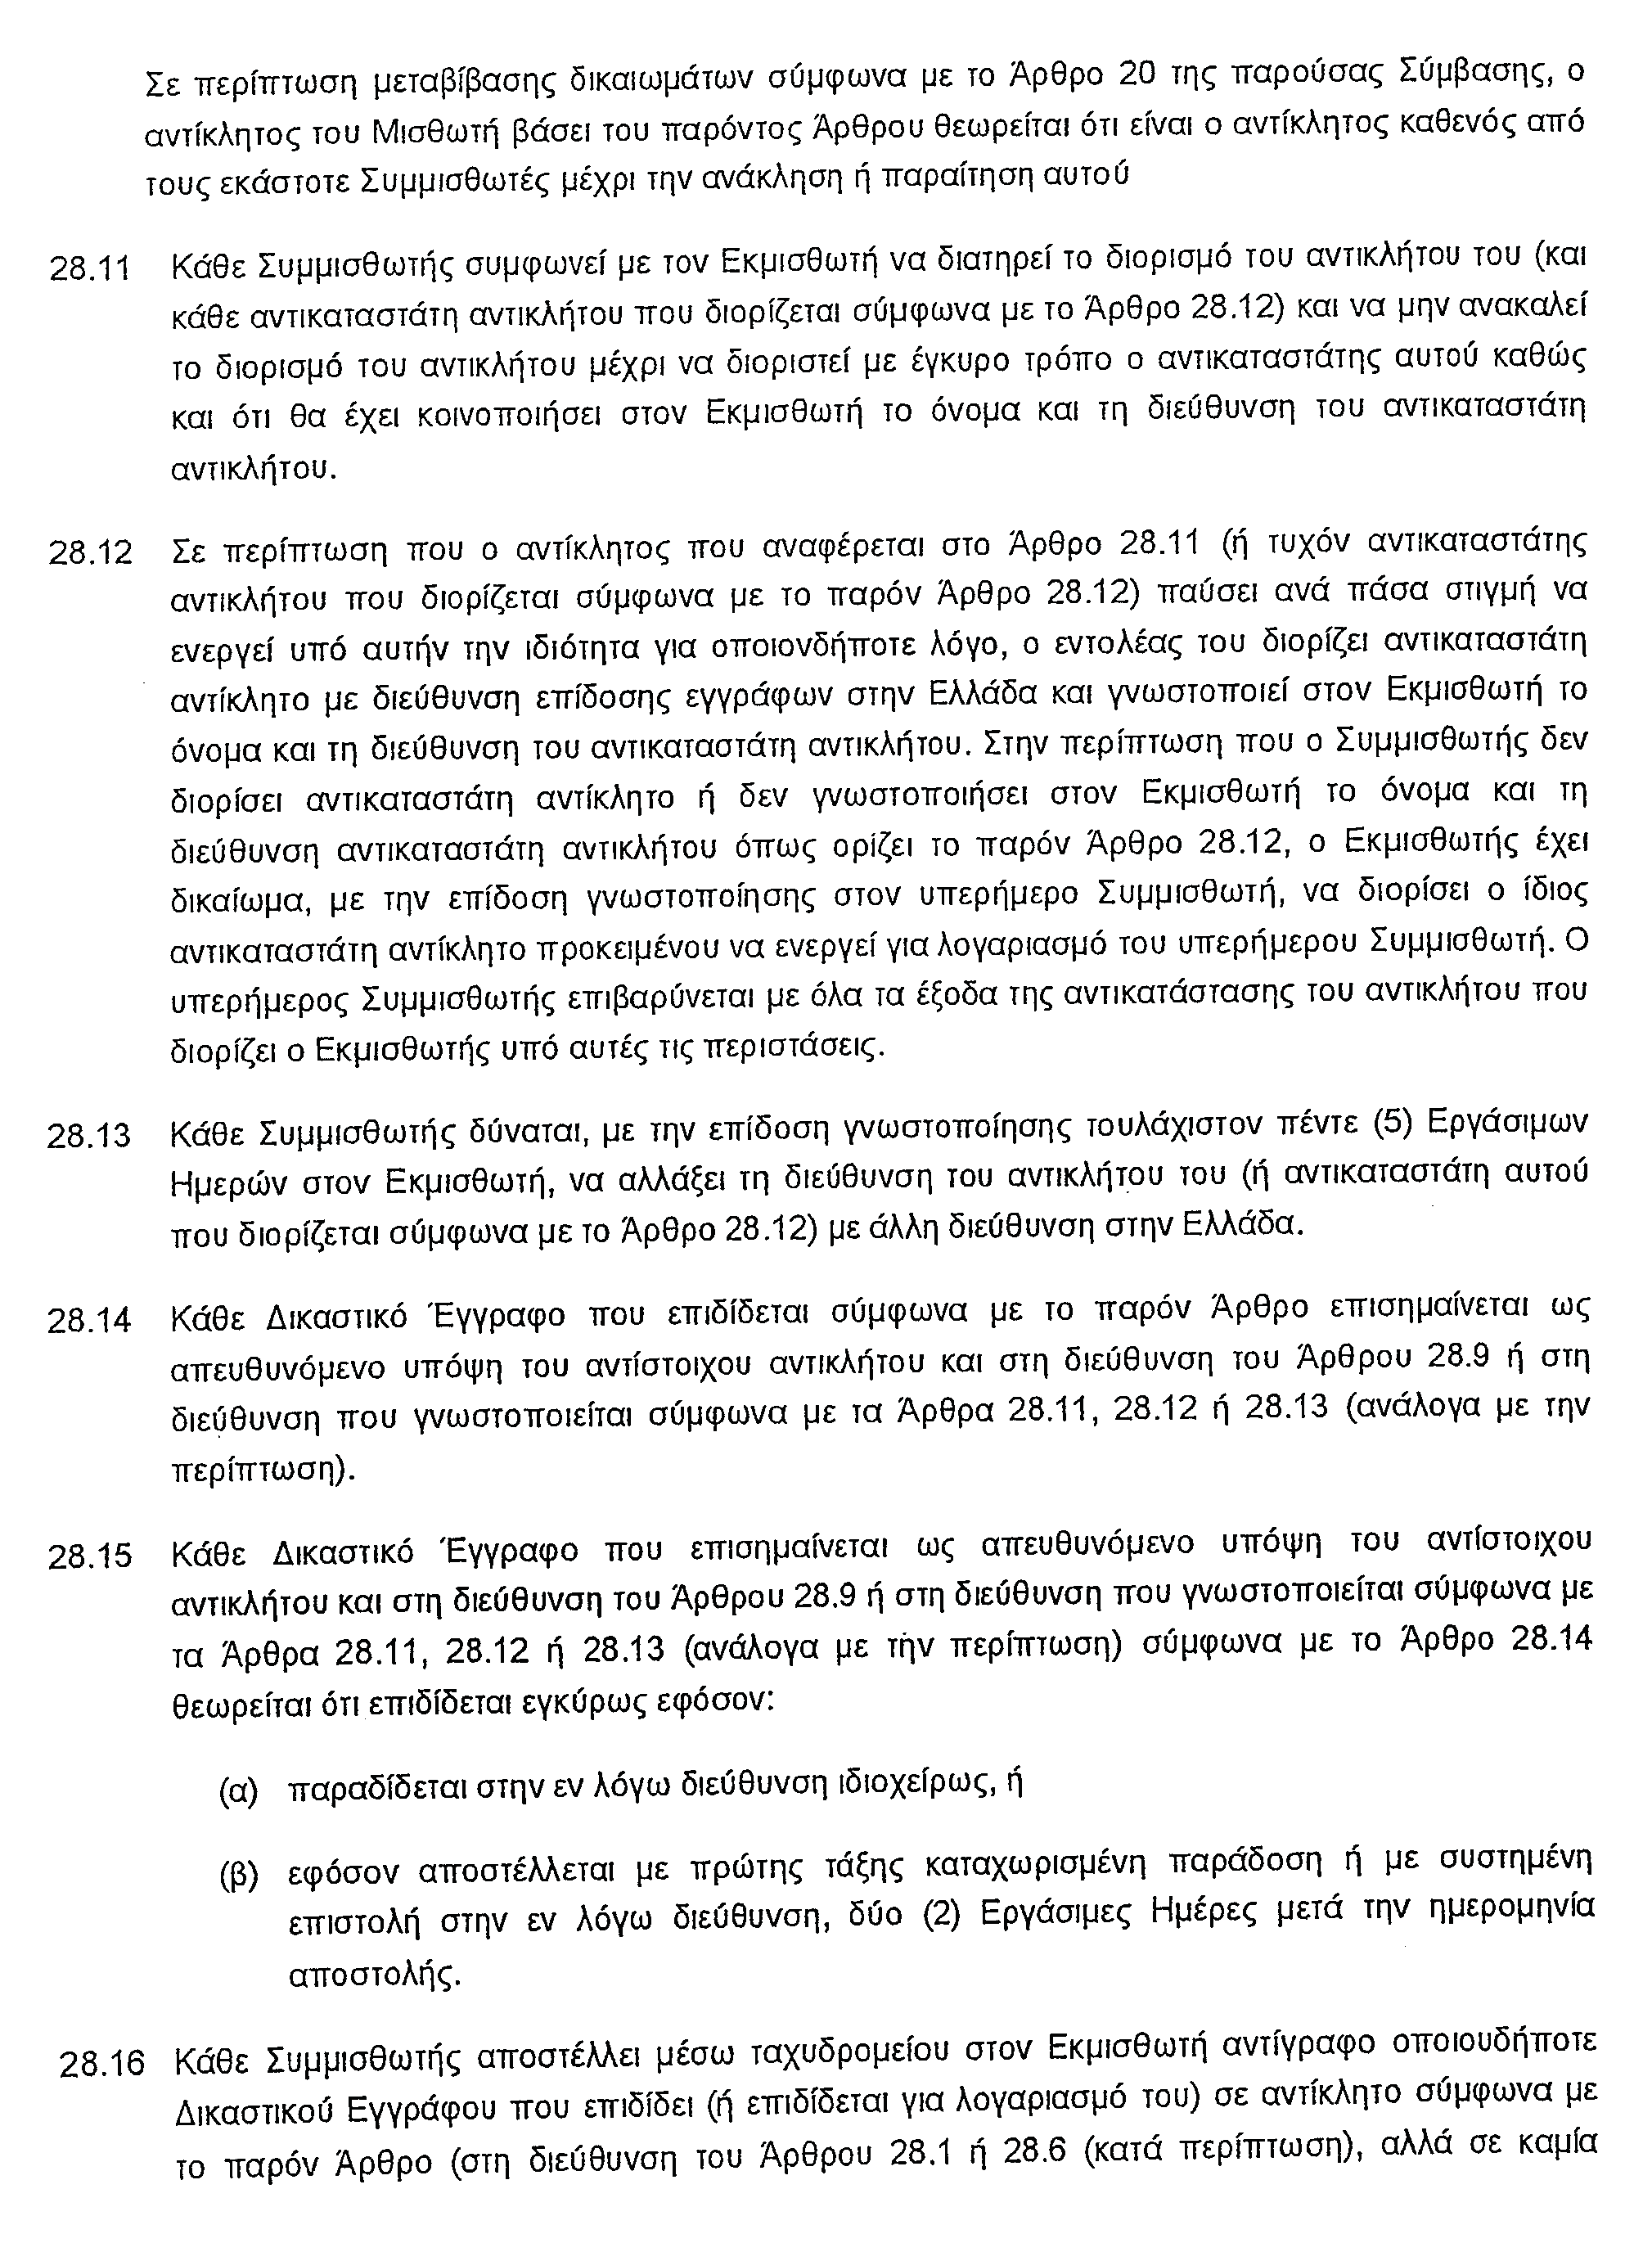 Σε περίπτωση μεταβίβασης δικαιωμάτων σύμφωνα με το Άρθρο 20 της παρούσας Σύμβασης, ο
αντίκλητος του Μισθωτή βάσει του παρόντος Άρθρου θεωρείται ότι είναι ο αντίκλητος καθενός από
τους εκάστοτε Συμμισθωτές μέχρι την ανάκληση ή παραίτηση αυτού
28.11 Κάθε Συμμισθωτής συμφωνεί με τον Εκμισθωτή να διατηρεί το διορισμό του αντικλήτου του (και
κάθε αντικαταστάτη αντικλήτου που διορίζεται σύμφωνα με το Άρθρο 28.12) και να μην ανακαλεί
το διορισμό του αντικλήτου μέχρι να διοριστεί με έγκυρο τρόπο ο αντικαταστάτης αυτού καθώς
και ότι θα έχει κοινοποιήσει στον Εκμισθωτή το όνομα και τη διεύθυνση του αντικαταστάτη
αντικλήτου.
28.12 Σε περίπτωση που ο αντίκλητος που αναφέρεται στο Άρθρο 28.11 (ή τυχόν αντικαταστάτης
αντικλήτου που διορίζεται σύμφωνα με το παρόν Άρθρο 28.12) παύσει ανά πάσα στιγμή να
ενεργεί υπό αυτήν την ιδιότητα για οποιονδήποτε λόγο, ο εντολέας του διορίζει αντικαταστάτη
αντίκλητο με διεύθυνση επίδοσης εγγράφων στην Ελλάδα και γνωστοποιεί στον Εκμισθωτή το
όνομα και τη διεύθυνση του αντικαταστάτη αντικλήτου. Στην περίπτωση που ο Συμμισθωτής δεν
διορίσει αντικαταστάτη αντίκλητο ή δεν γνωστοποιήσει στον Εκμισθωτή το όνομα και τη
διεύθυνση αντικαταστάτη αντικλήτου όπως ορίζει το παρόν Άρθρο 28.12, ο Εκμισθωτής έχει
δικαίωμα, με την επίδοση γνωστοποίησης στον υπερήμερο Συμμισθωτή, να διορίσει ο ίδιος
αντικαταστάτη αντίκλητο προκειμένου να ενεργεί για λογαριασμό του υπερήμερου Συμμισθωτή. Ο
υπερήμερος Συμμισθωτής επιβαρύνεται με όλα τα έξοδα της αντικατάστασης του αντικλήτου που
διορίζει ο Εκμισθωτής υπό αυτές τις περιστάσεις.
28.13 Κάθε Συμμισθωτής δύναται, με την επίδοση γνωστοποίησης τουλάχιστον πέντε (5) Εργάσιμων
Ημερών στον Εκμισθωτή, να αλλάξει τη διεύθυνση του αντικλήτου του (ή αντικαταστάτη αυτού
που διορίζεται σύμφωνα με το Άρθρο 28.12) με άλλη διεύθυνση στην Ελλάδα.
28.14 Κάθε Δικαστικό Έγγραφο που επιδίδεται σύμφωνα με το παρόν Άρθρο επισημαίνεται ως
απευθυνόμενο υπόψη του αντίστοιχου αντικλήτου και στη διεύθυνση του Άρθρου 28.9 ή στη
διεύθυνση που γνωστοποιείται σύμφωνα με τα Άρθρα 28.11, 28.12 ή 28.13 (ανάλογα με την
περίπτωση).
28.15 Κάθε Δικαστικό Έγγραφο που επισημαίνεται ως απευθυνόμενο υπόψη του αντίστοιχου
αντικλήτου και στη διεύθυνση του Άρθρου 28.9 ή στη διεύθυνση που γνωστοποιείται σύμφωνα με
τα Άρθρα 28.11, 28.12 ή 28.13 (ανάλογα με την περίπτωση) σύμφωνα με το Άρθρο 28.14
θεωρείται ότι επιδίδεται εγκύρως εφόσον:
(α) παραδίδεται στην εν λόγω διεύθυνση ιδιοχείρως, ή
(β) εφόσον αποστέλλεται με πρώτης τάξης καταχωρισμένη παράδοση ή με συστημένη
επιστολή στην εν λόγω διεύθυνση, δύο (2) Εργάσιμες Ημέρες μετά την ημερομηνία
αποστολής.
28.16 Κάθε Συμμισθωτής αποστέλλει μέσω ταχυδρομείου στον Εκμισθωτή αντίγραφο οποιουδήποτε
Δικαστικού Εγγράφου που επιδίδει (ή επιδίδεται για λογαριασμό του) σε αντίκλητο σύμφωνα με
το παρόν Άρθρο (στη διεύθυνση του Άρθρου 28.1 ή 28.6 (κατά περίπτωση), αλλά σε καμία